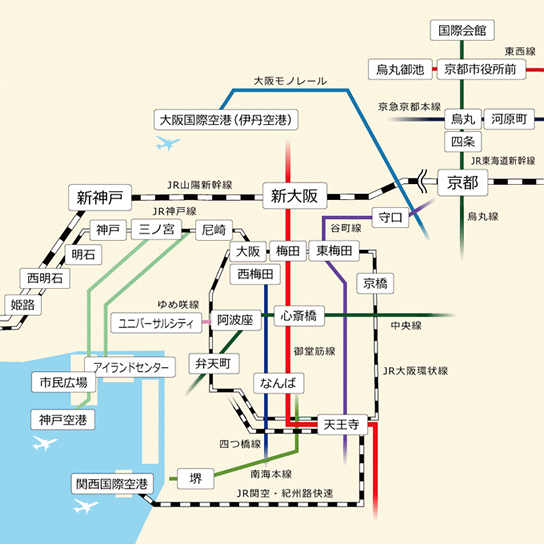 国際会館
東西線
烏丸御池
京都市役所前
大阪モノレール
京急京都本線
大阪国際空港（伊丹空港）
烏丸
河原町
四条
JR東海道新幹線
JR山陽新幹線
京都
新神戸
新大阪
JR神戸線
守口
烏丸線
谷町線
神戸
三ノ宮
尼崎
明石
大阪
梅田
東梅田
西明石
西梅田
京橋
姫路
ゆめ咲線
ユニバーサルシティ
阿波座
心斎橋
中央線
御堂筋線
弁天町
アイランドセンター
JR大阪環状線
市民広場
なんば
神戸空港
天王寺
四つ橋線
南海本線
関西国際空港
堺
JR関空・紀州路快速